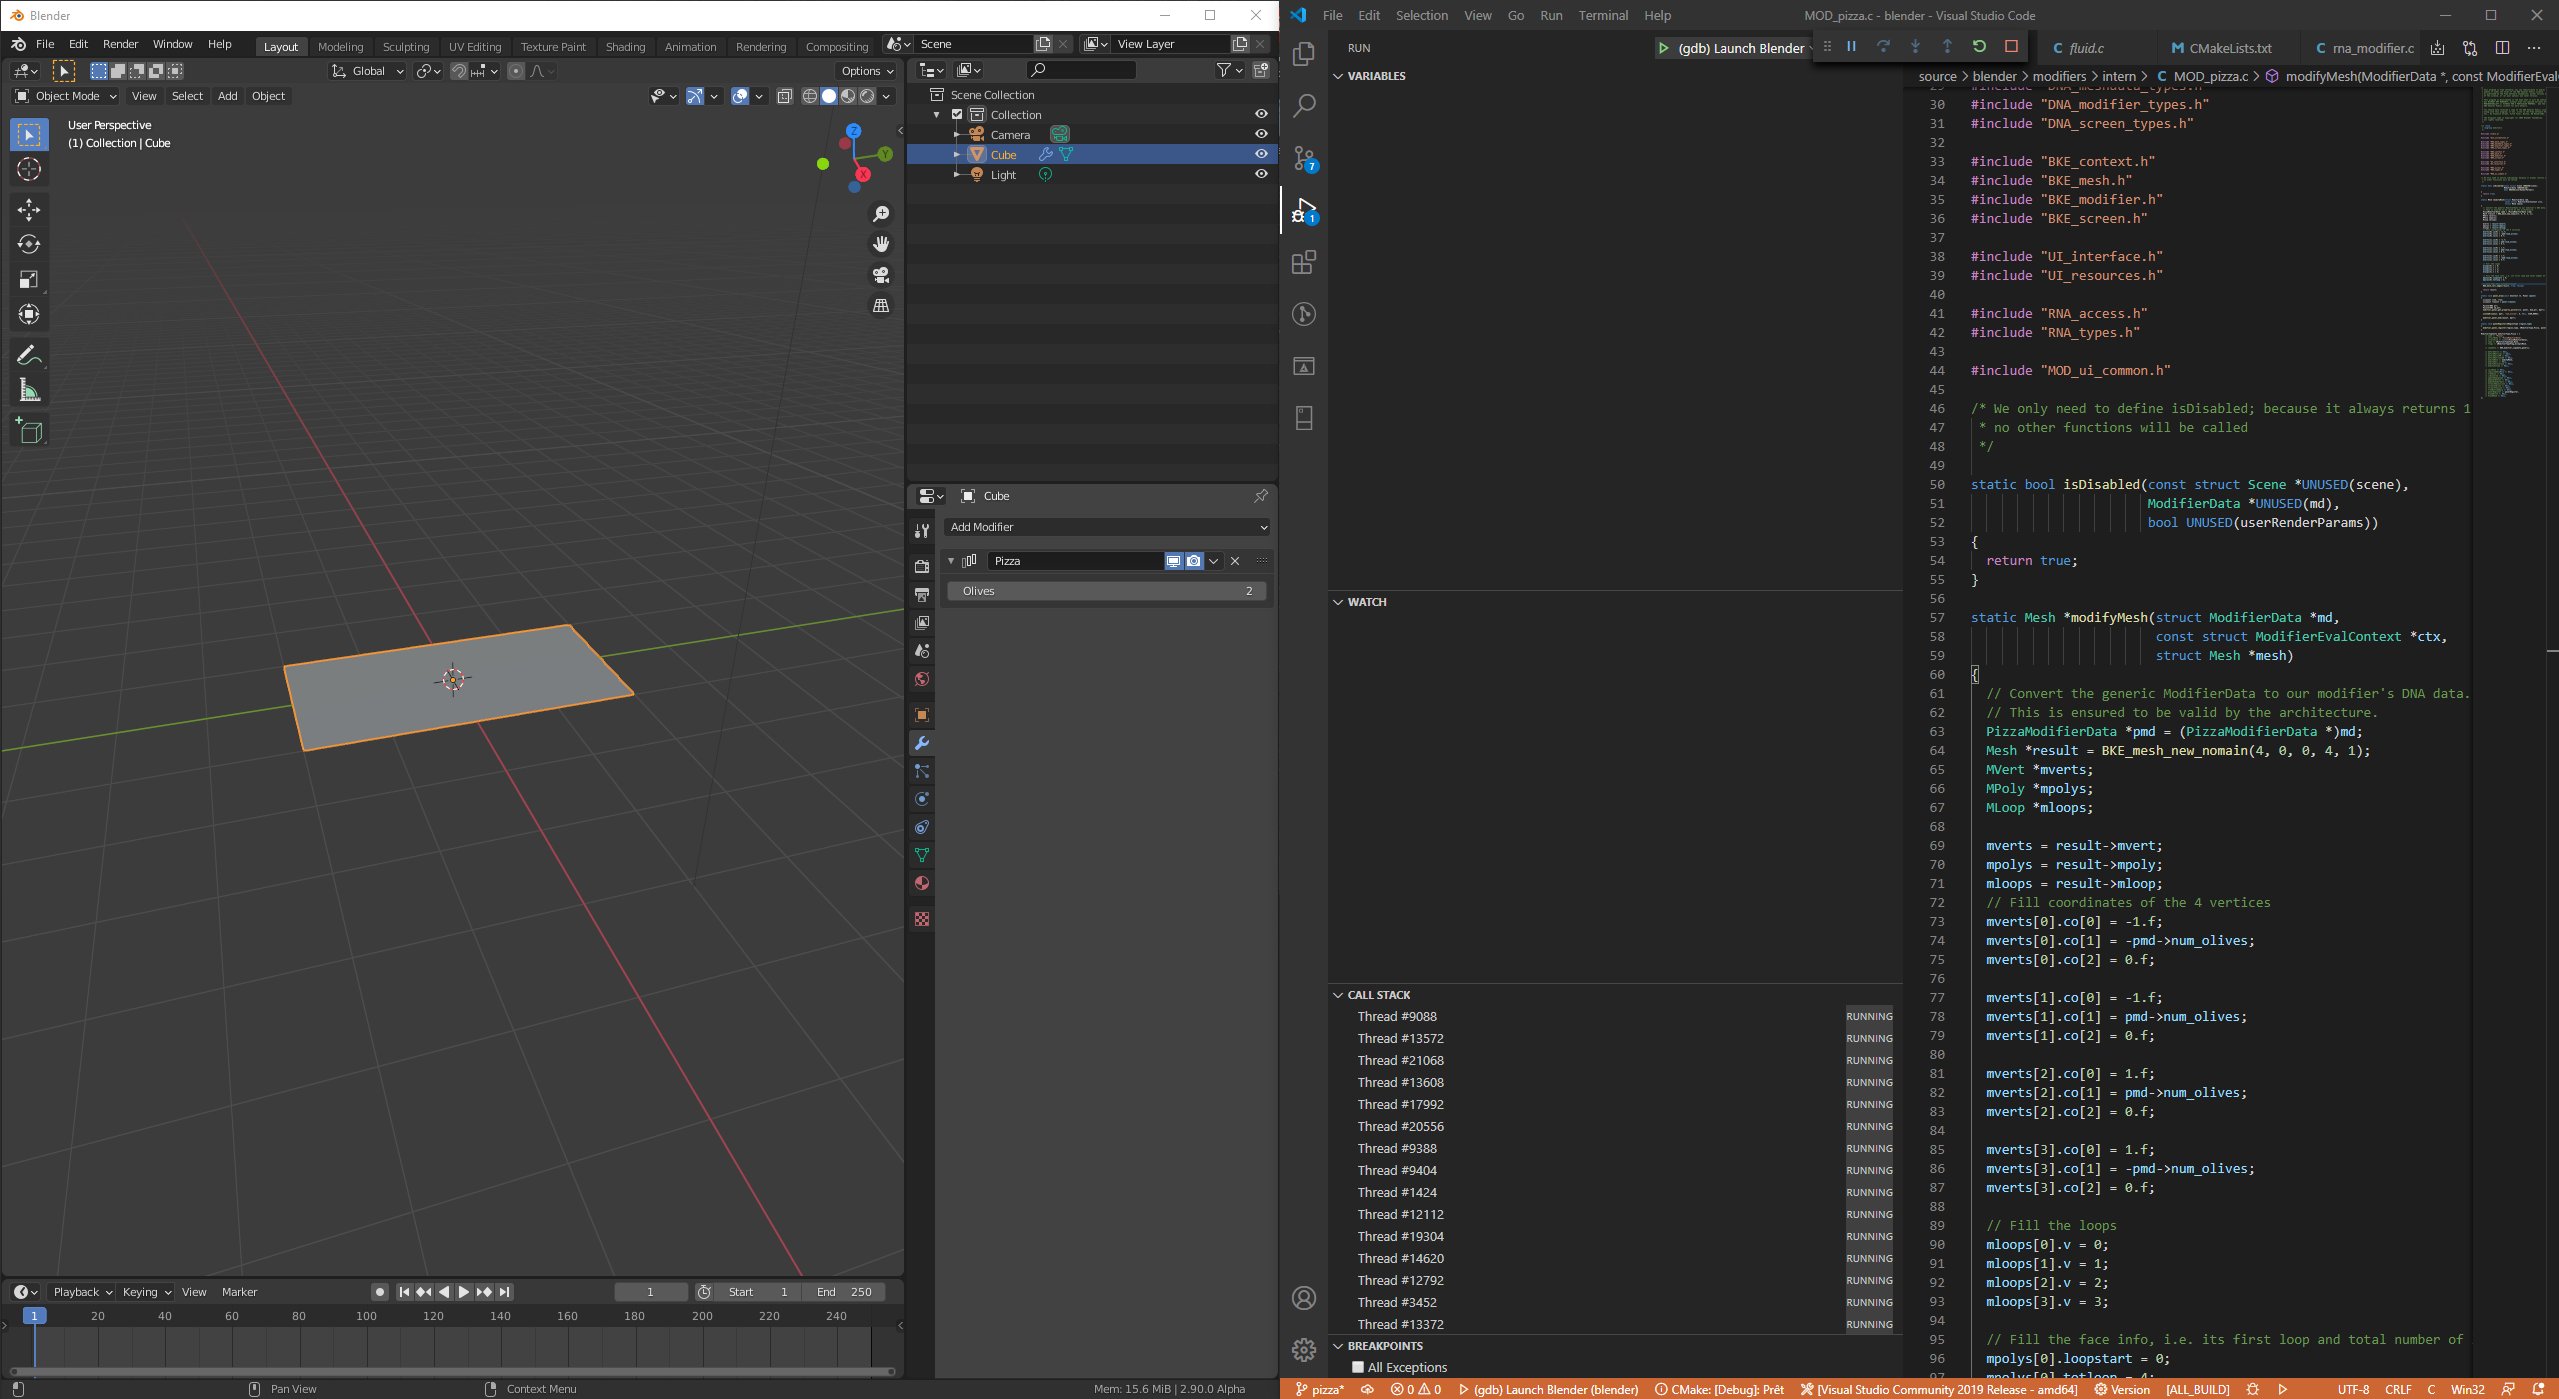 Blender
File Edit Render Window Help Layout Modeling Sculpting UV Editing Texture Paint Shading Animation Rendering Compositing Scene View Layer
Global Options
Object Mode View Select Add Object
User Perspective
(1) Collection | Cube
Z
Y
X
Scene Collection
Collection
Camera
Cube
Light
Cube
Add Modifier
Pizza
Olives 2
Playback Keying View Marker 1 Start 1 End 250
1 20 40 60 80 100 120 140 160 180 200 220 240
Pan View Context Menu Mem: 15.6 MiB | 2.90.0 Alpha
File Edit Selection View Go Run Terminal Help MOD_pizza.c - blender - Visual Studio Code
RUN (gdb) Launch Blender fluid.c CMakeLists.txt rna_modifier.c
VARIABLES
7
1
WATCH
CALL STACK
Thread #9088 RUNNING
Thread #13572 RUNNING
Thread #21068 RUNNING
Thread #13608 RUNNING
Thread #17992 RUNNING
Thread #20556 RUNNING
Thread #9388 RUNNING
Thread #9404 RUNNING
Thread #1424 RUNNING
Thread #12112 RUNNING
Thread #19304 RUNNING
Thread #14620 RUNNING
Thread #12792 RUNNING
Thread #3452 RUNNING
Thread #13372 RUNNING
BREAKPOINTS
All Exceptions
source > blender > modifiers > intern > C MOD_pizza.c > modifyMesh(ModifierData *, const ModifierEval
29 #include "DNA_meshdata_types.h"
30 #include "DNA_modifier_types.h"
31 #include "DNA_screen_types.h"
32
33 #include "BKE_context.h"
34 #include "BKE_mesh.h"
35 #include "BKE_modifier.h"
36 #include "BKE_screen.h"
37
38 #include "UI_interface.h"
39 #include "UI_resources.h"
40
41 #include "RNA_access.h"
42 #include "RNA_types.h"
43
44 #include "MOD_ui_common.h"
45
46 /* We only need to define isDisabled; because it always returns 1
47 * no other functions will be called
48 */
49
50 static bool isDisabled(const struct Scene *UNUSED(scene),
51 ModifierData *UNUSED(md),
52 bool UNUSED(userRenderParams))
53 {
54 return true;
55 }
56
57 static Mesh *modifyMesh(struct ModifierData *md,
58 const struct ModifierEvalContext *ctx,
59 struct Mesh *mesh)
60 {
61 // Convert the generic ModifierData to our modifier's DNA data.
62 // This is ensured to be valid by the architecture.
63 PizzaModifierData *pmd = (PizzaModifierData *)md;
64 Mesh *result = BKE_mesh_new_nomain(4, 0, 0, 4, 1);
65 MVert *mverts;
66 MPoly *mpolys;
67 MLoop *mloops;
68
69 mverts = result->mvert;
70 mpolys = result->mpoly;
71 mloops = result->mloop;
72 // Fill coordinates of the 4 vertices
73 mverts[0].co[0] = -1.f;
74 mverts[0].co[1] = -pmd->num_olives;
75 mverts[0].co[2] = 0.f;
76
77 mverts[1].co[0] = -1.f;
78 mverts[1].co[1] = pmd->num_olives;
79 mverts[1].co[2] = 0.f;
80
81 mverts[2].co[0] = 1.f;
82 mverts[2].co[1] = pmd->num_olives;
83 mverts[2].co[2] = 0.f;
84
85 mverts[3].co[0] = 1.f;
86 mverts[3].co[1] = -pmd->num_olives;
87 mverts[3].co[2] = 0.f;
88
89 // Fill the loops
90 mloops[0].v = 0;
91 mloops[1].v = 1;
92 mloops[2].v = 2;
93 mloops[3].v = 3;
94
95 // Fill the face info, i.e. its first loop and total number of
96 mpolys[0].loopstart = 0;
97 mpolys[0].totloop = 4;
pizza* 0 0 (gdb) Launch Blender (blender) CMake: [Debug]: Prêt [Visual Studio Community 2019 Release - amd64] Version [ALL_BUILD] UTF-8 CRLF C Win32